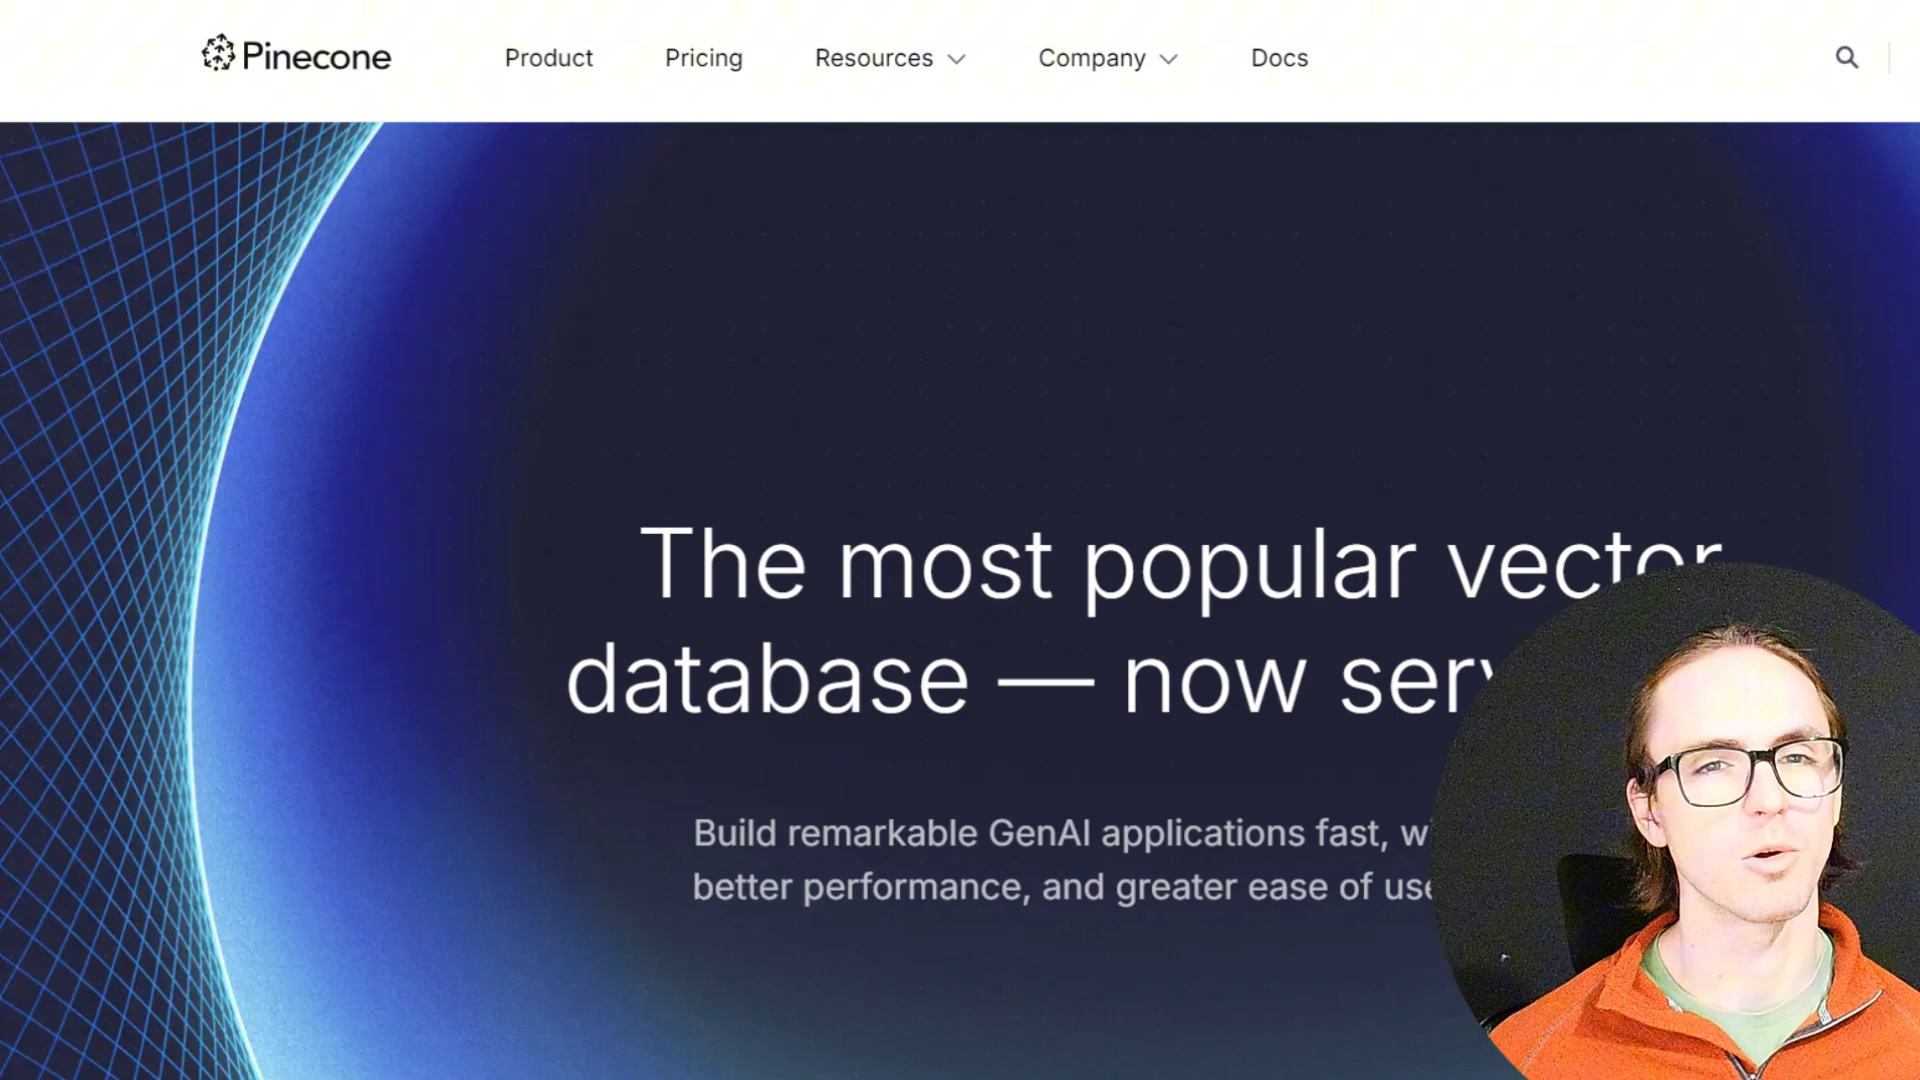 Pinecone
Product
Pricing
Resources
Company
Docs
The most popular vector
database — now
Build remarkable GenAI applications fast,
better performance, and greater ease of use